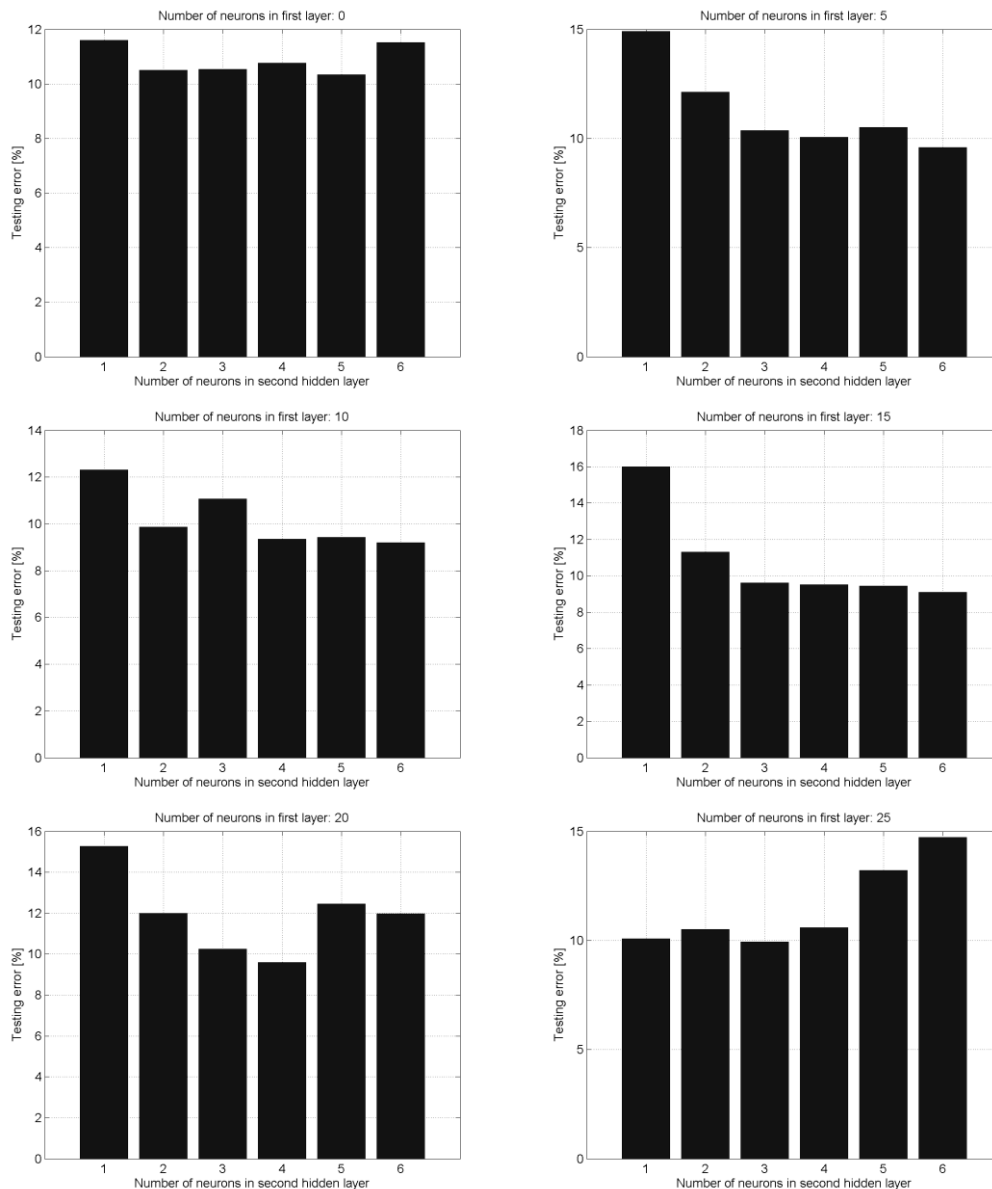 Number of neurons in first layer: 0
Testing error [%]
12
10
8
6
4
2
0
1 2 3 4 5 6
Number of neurons in second hidden layer
Number of neurons in first layer: 5
Testing error [%]
15
10
5
0
1 2 3 4 5 6
Number of neurons in second hidden layer
Number of neurons in first layer: 10
Testing error [%]
14
12
10
8
6
4
2
0
1 2 3 4 5 6
Number of neurons in second hidden layer
Number of neurons in first layer: 15
Testing error [%]
18
16
14
12
10
8
6
4
2
0
1 2 3 4 5 6
Number of neurons in second hidden layer
Number of neurons in first layer: 20
Testing error [%]
16
14
12
10
8
6
4
2
0
1 2 3 4 5 6
Number of neurons in second hidden layer
Number of neurons in first layer: 25
Testing error [%]
15
10
5
0
1 2 3 4 5 6
Number of neurons in second hidden layer